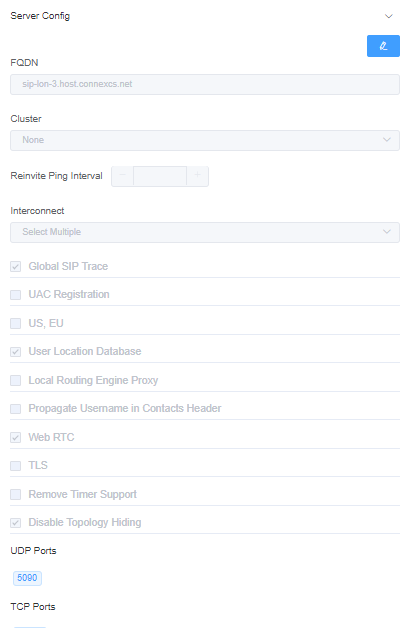 Server Config
FQDN
sip-lon-3.host.connexcs.net
Cluster
None
Reinvite Ping Interval
Interconnect
Select Multiple
Global SIP Trace
UAC Registration
US, EU
User Location Database
Local Routing Engine Proxy
Propagate Username in Contacts Header
Web RTC
TLS
Remove Timer Support
Disable Topology Hiding
UDP Ports
5090
TCP Ports